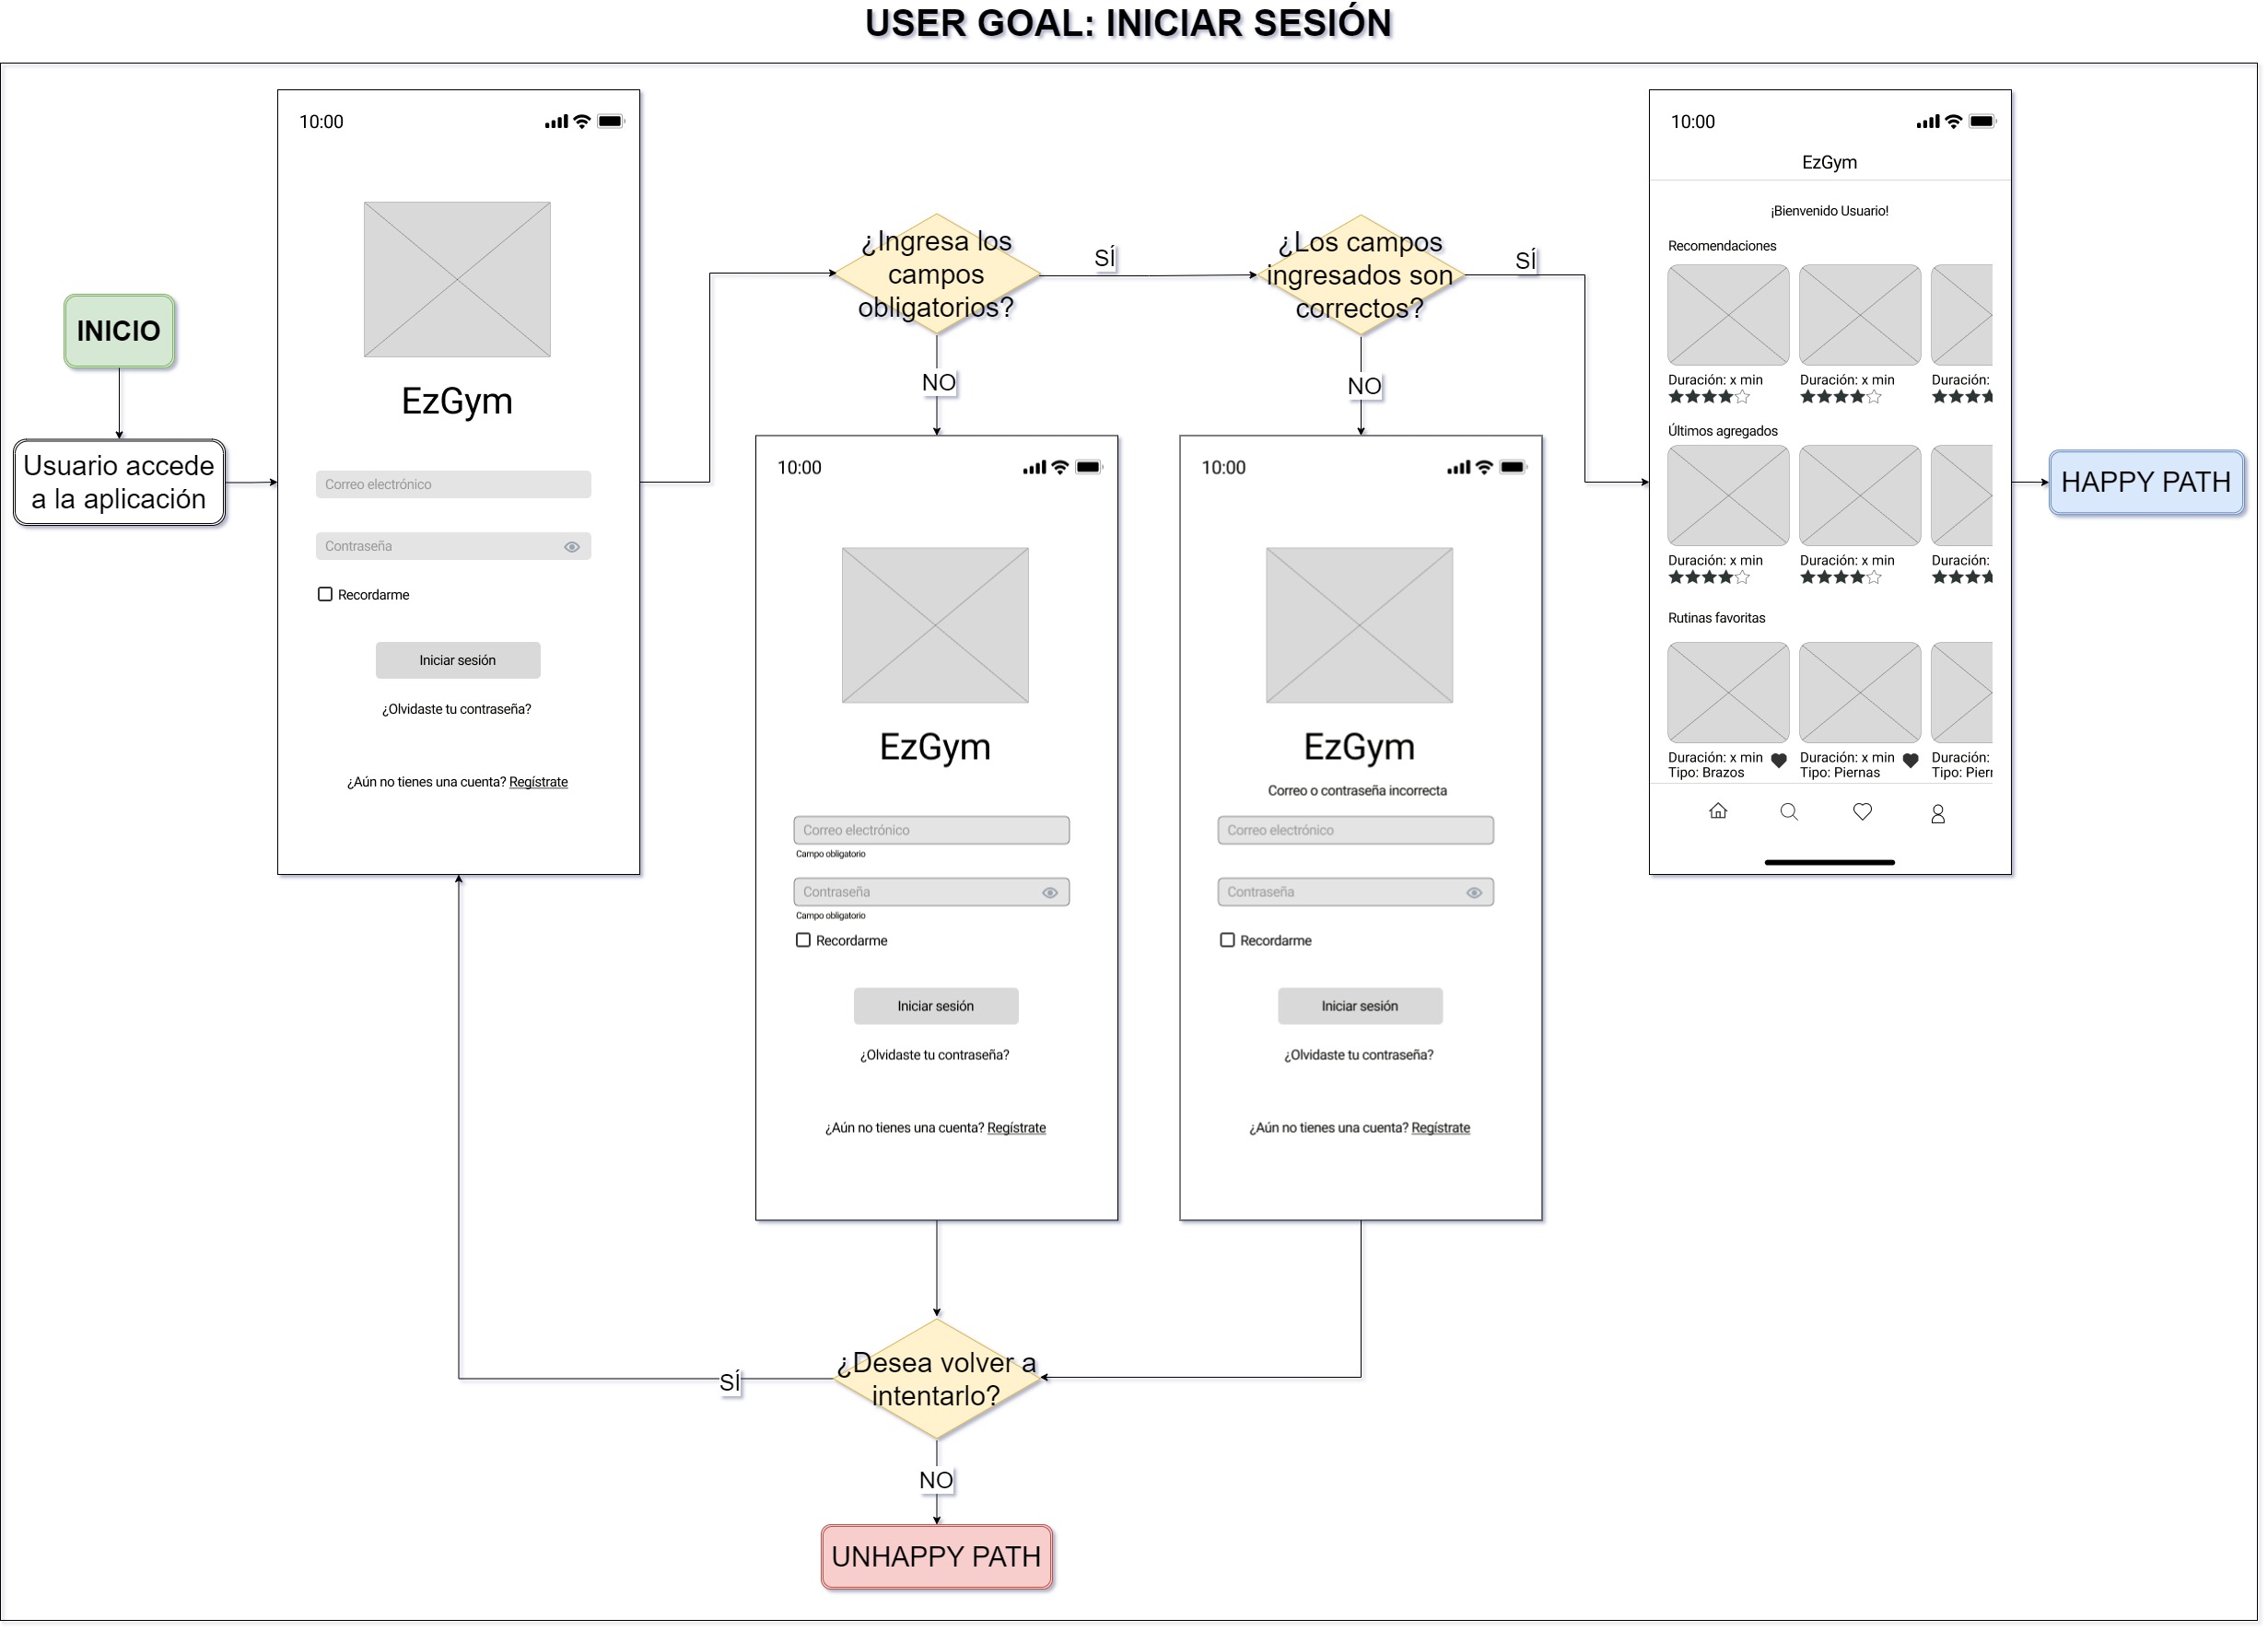 USER GOAL: INICIAR SESIÓN
INICIO
Usuario accede
a la aplicación
10:00
EzGym
Correo electrónico
Contraseña
Recordarme
Iniciar sesión
¿Olvidaste tu contraseña?
¿Aún no tienes una cuenta? Regístrate
¿Ingresa los
campos
obligatorios?
SÍ
NO
¿Los campos
ingresados son
correctos?
SÍ
NO
10:00
EzGym
Correo electrónico
Campo obligatorio
Contraseña
Campo obligatorio
Recordarme
Iniciar sesión
¿Olvidaste tu contraseña?
¿Aún no tienes una cuenta? Regístrate
10:00
EzGym
Correo o contraseña incorrecta
Correo electrónico
Contraseña
Recordarme
Iniciar sesión
¿Olvidaste tu contraseña?
¿Aún no tienes una cuenta? Regístrate
10:00
EzGym
¡Bienvenido Usuario!
Recomendaciones
Duración: x min Duración: x min Duración:
Últimos agregados
Duración: x min Duración: x min Duración:
Rutinas favoritas
Duración: x min Duración: x min Duración:
Tipo: Brazos Tipo: Piernas Tipo: Pier
HAPPY PATH
¿Desea volver a
intentarlo?
SÍ
NO
UNHAPPY PATH